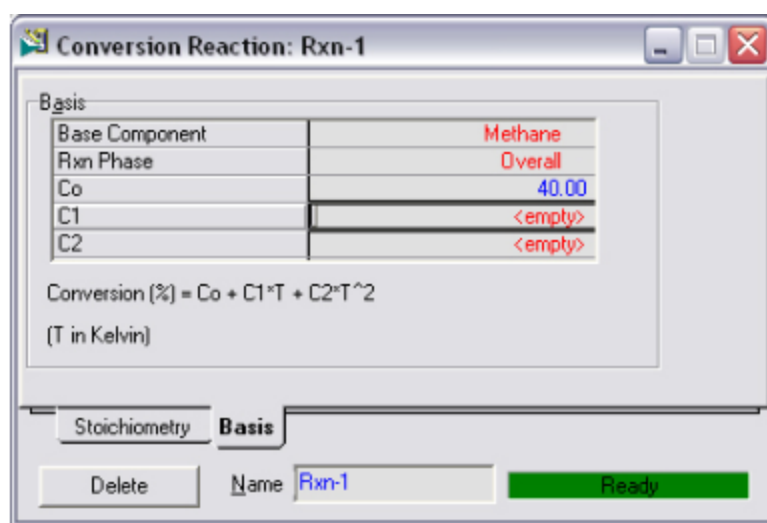 Conversion Reaction: Rxn-1
Basis
Base Component Methane
Rxn Phase Overall
Co 40.00
C1 <empty>
C2 <empty>
Conversion (%) = Co + C1*T + C2*T^2
(T in Kelvin)
Stoichiometry Basis
Delete Name Rxn-1 Ready